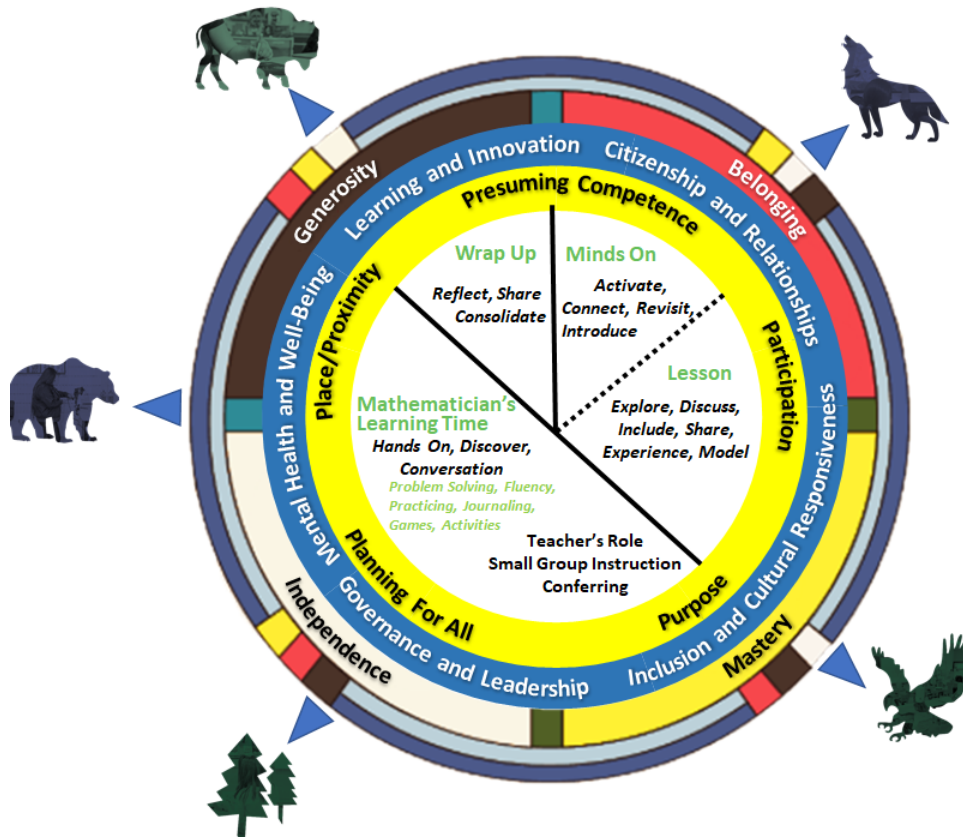 Generosity
Belonging
Mastery
Independence
Learning and Innovation
Citizenship and Relationships
Inclusion and Cultural Responsiveness
Governance and Leadership
Mental Health and Well-Being
Presuming Competence
Participation
Purpose
Planning For All
Place/Proximity
Wrap Up
Reflect, Share
Consolidate
Minds On
Activate,
Connect, Revisit,
Introduce
Lesson
Explore, Discuss,
Include, Share,
Experience, Model
Mathematician's
Learning Time
Hands On, Discover,
Conversation
Problem Solving, Fluency,
Practicing, Journaling,
Games, Activities
Teacher's Role
Small Group Instruction
Conferring